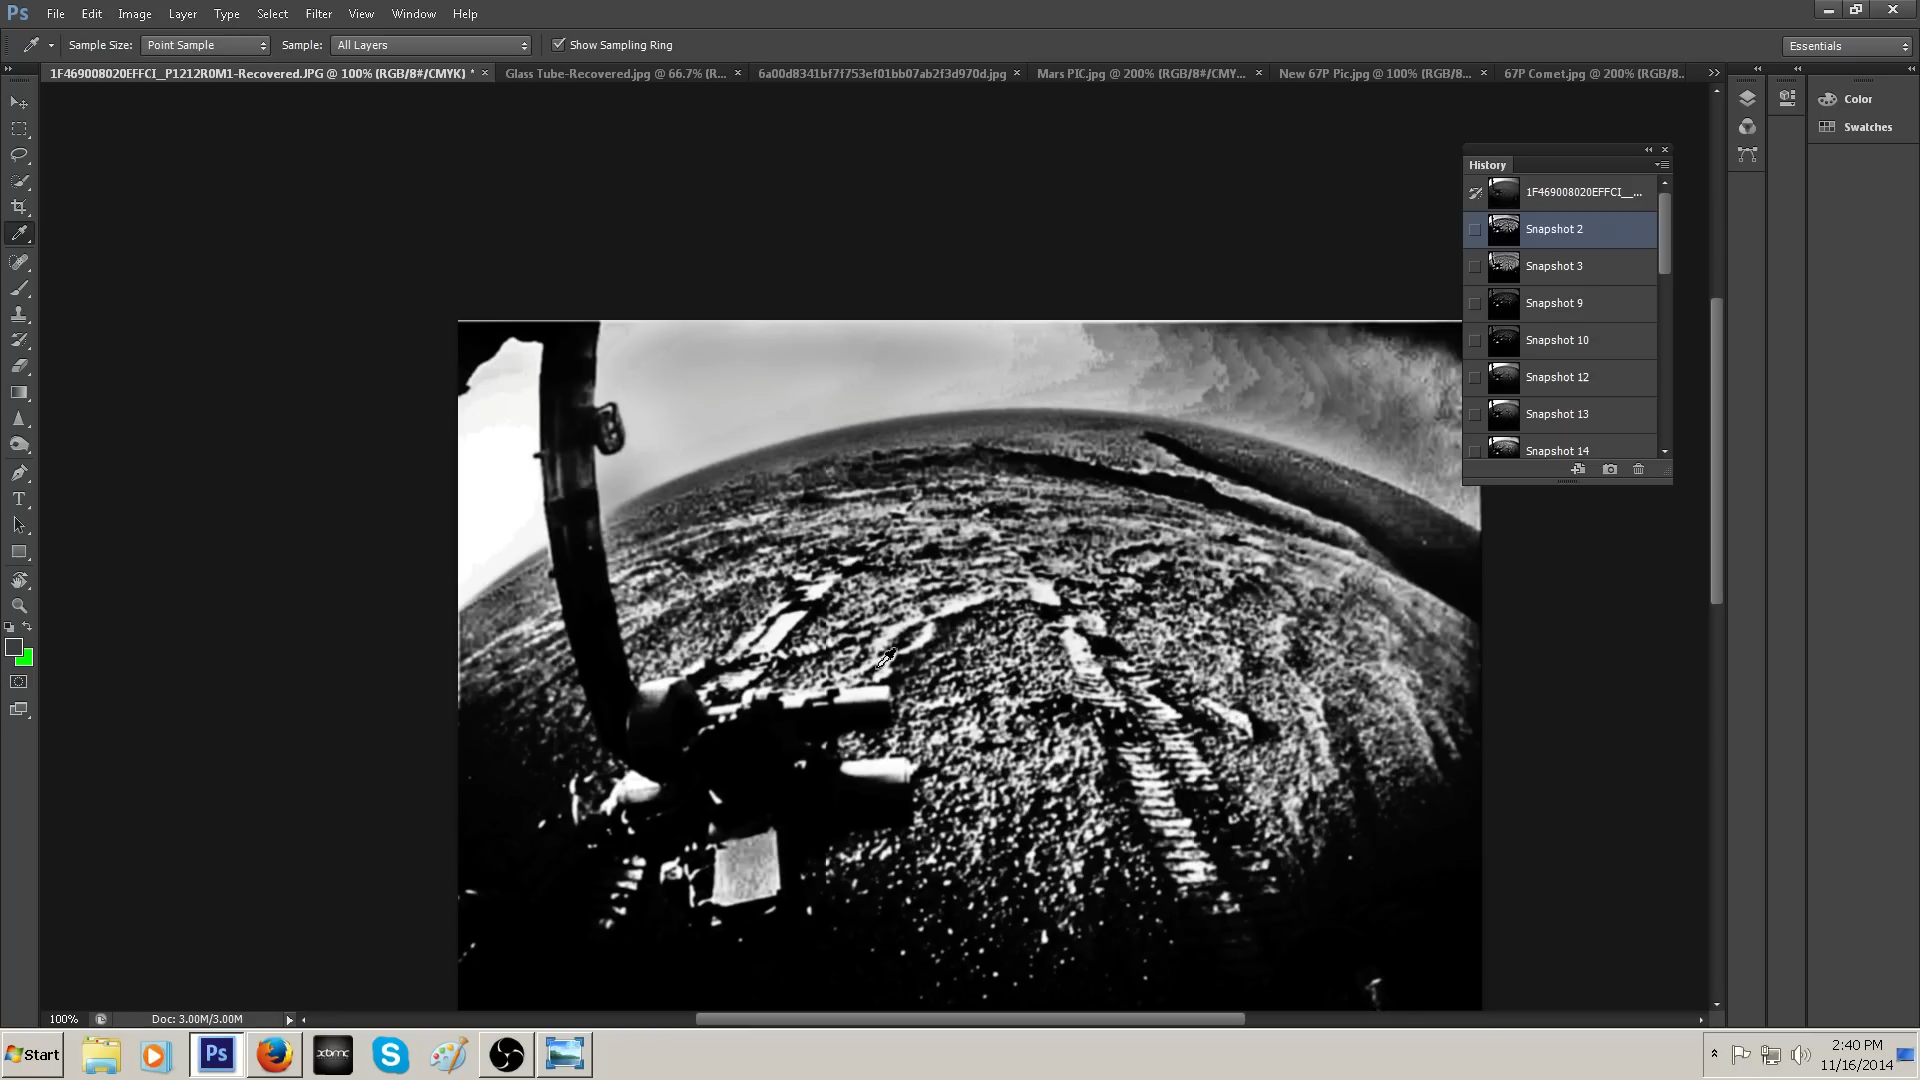 Ps File Edit Image Layer Type Select Filter 3D View Window Help
Sample Size: Point Sample Sample: All Layers Show Sampling Ring Essentials
1F469008020EFFCI__P1212R0M1-Recovered.JPG @ 100% (RGB/8#/CMYK) * × Glass Tube-Recovered.jpg @ 66.7% (R... × 6a00d8341bf7f753ef01bb07ab2f3d970d.jpg × Mars PIC.jpg @ 200% (RGB/8#/CMY... × New 67P Pic.jpg @ 100% (RGB/8... × 67P Comet.jpg @ 200% (RGB/8...
Color
Swatches
History
1F469008020EFFCI__...
Snapshot 2
Snapshot 3
Snapshot 9
Snapshot 10
Snapshot 12
Snapshot 13
Snapshot 14
T
100% Doc: 3.00M/3.00M
Start Ps xbmc S
2:40 PM
11/16/2014